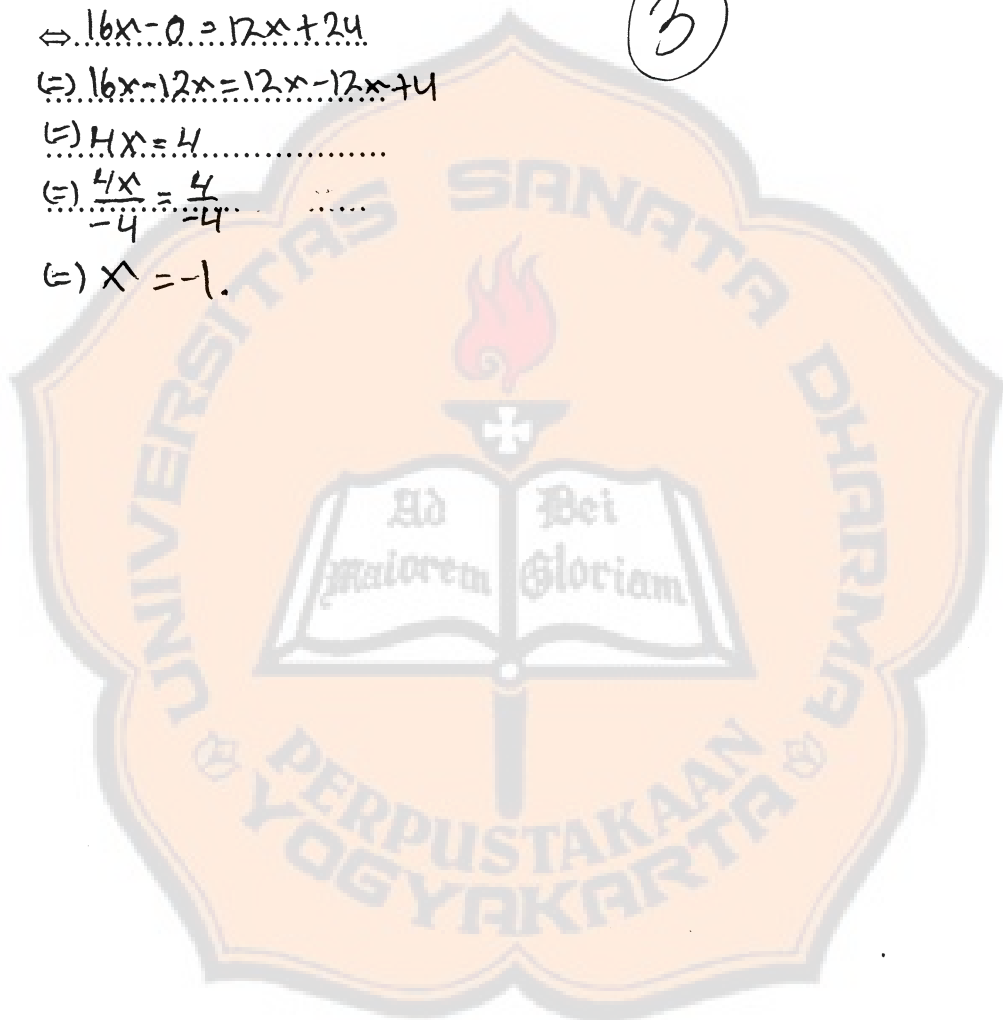 ⇔ 16x-0 = 12x+24
3
(=) 16x-12x=12x-12x+4
(=) 4x = 4
(=) 4x/-4 = 4/-4
(=) x = -1.
UNIVERSITAS SANATA DHARMA
Ad Dei
Maiorem Gloriam
PERPUSTAKAAN
YOGYAKARTA